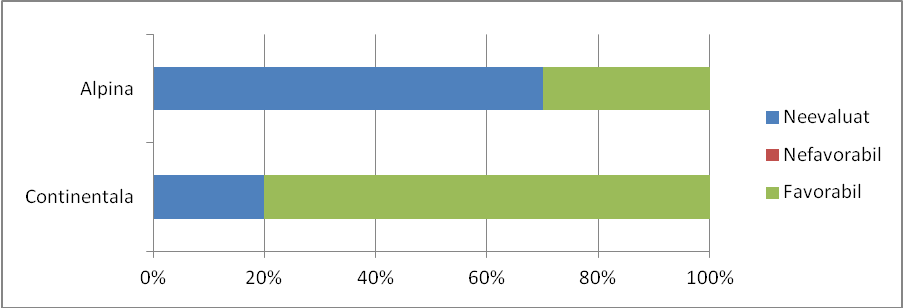 Alpina
Continentala
0% 20% 40% 60% 80% 100%
Neevaluat
Nefavorabil
Favorabil